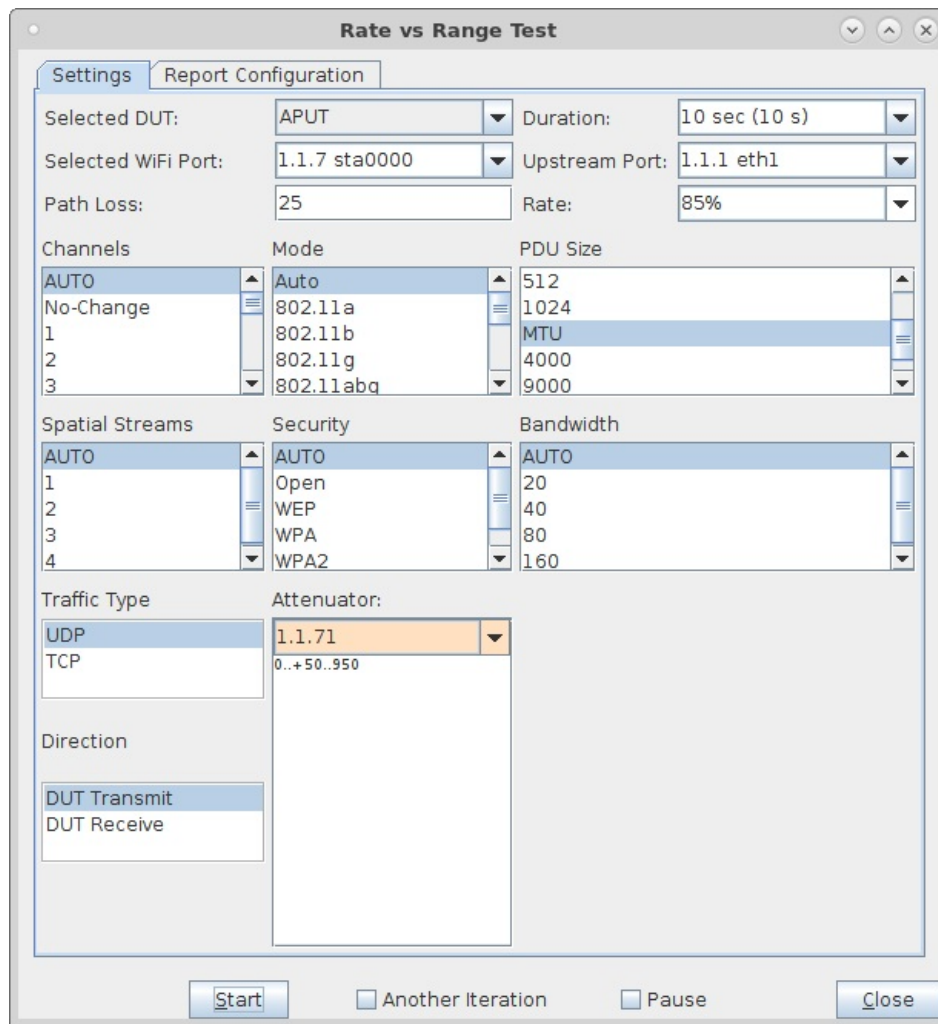 Rate vs Range Test
Settings
Report Configuration
Selected DUT:
APUT
Duration:
10 sec (10 s)
Selected WiFi Port:
1.1.7 sta0000
Upstream Port:
1.1.1 eth1
Path Loss:
25
Rate:
85%
Channels
AUTO
No-Change
1
2
3
Mode
Auto
802.11a
802.11b
802.11g
802.11abg
PDU Size
512
1024
MTU
4000
9000
Spatial Streams
AUTO
1
2
3
4
Security
AUTO
Open
WEP
WPA
WPA2
Bandwidth
AUTO
20
40
80
160
Traffic Type
UDP
TCP
Attenuator:
1.1.71
0..+50..950
Direction
DUT Transmit
DUT Receive
Start
Another Iteration
Pause
Close